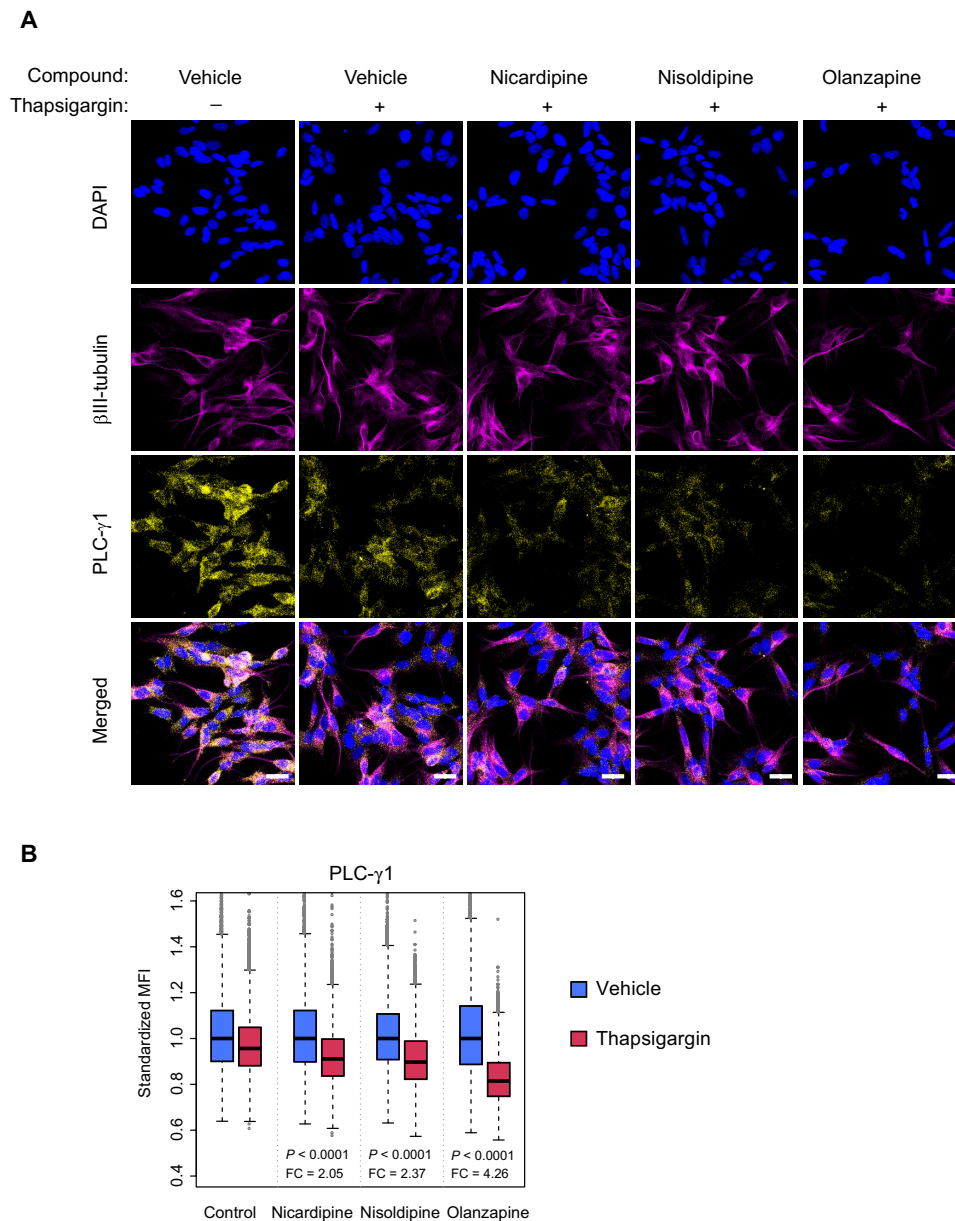 A
Compound: Vehicle Vehicle Nicardipine Nisoldipine Olanzapine
Thapsigargin: – + + + +
DAPI
βIII-tubulin
PLC-γ1
Merged
B
PLC-γ1
Standardized MFI
1.6
1.4
1.2
1.0
0.8
0.6
0.4
Vehicle
Thapsigargin
P < 0.0001 P < 0.0001 P < 0.0001
FC = 2.05 FC = 2.37 FC = 4.26
Control Nicardipine Nisoldipine Olanzapine